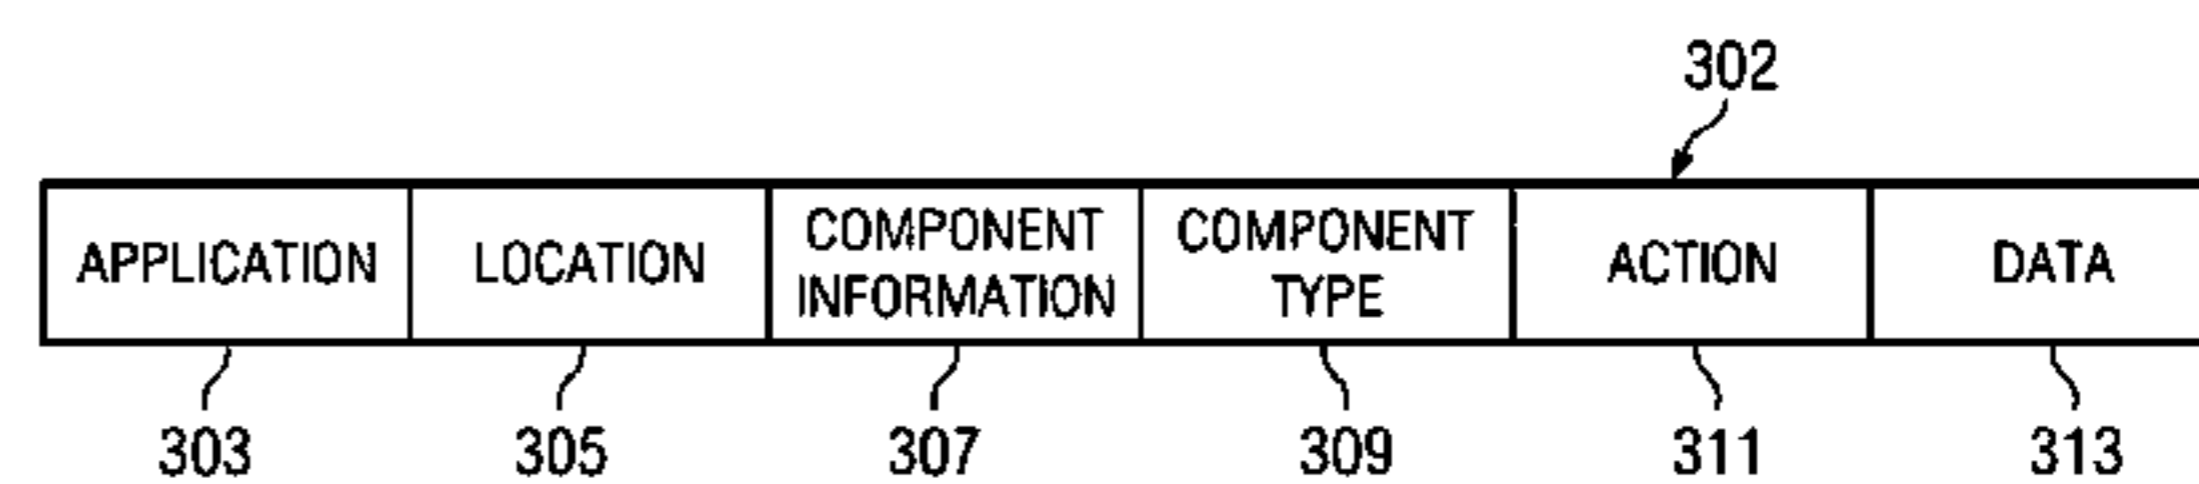 302
APPLICATION
LOCATION
COMPONENT
INFORMATION
COMPONENT
TYPE
ACTION
DATA
303
305
307
309
311
313